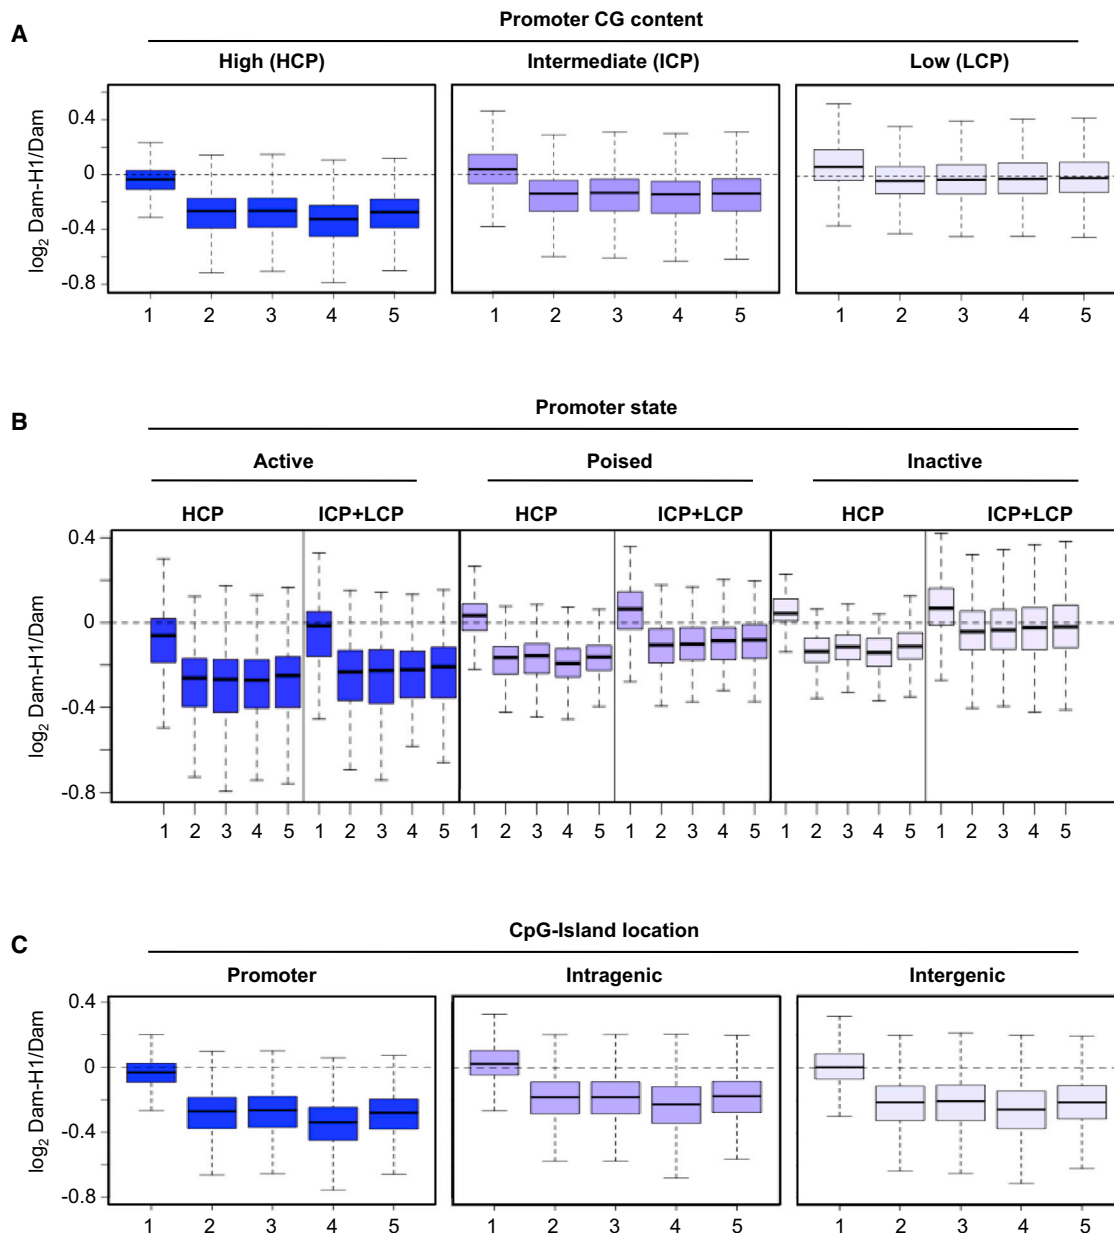 A
Promoter CG content
High (HCP)
Intermediate (ICP)
Low (LCP)
log2 Dam-H1/Dam
0.4
0
-0.4
-0.8
1 2 3 4 5
1 2 3 4 5
1 2 3 4 5
B
Promoter state
Active
Poised
Inactive
HCP
ICP+LCP
HCP
ICP+LCP
HCP
ICP+LCP
log2 Dam-H1/Dam
0.4
0
-0.4
-0.8
1 2 3 4 5
1 2 3 4 5
1 2 3 4 5
1 2 3 4 5
1 2 3 4 5
1 2 3 4 5
C
CpG-Island location
Promoter
Intragenic
Intergenic
log2 Dam-H1/Dam
0.4
0
-0.4
-0.8
1 2 3 4 5
1 2 3 4 5
1 2 3 4 5